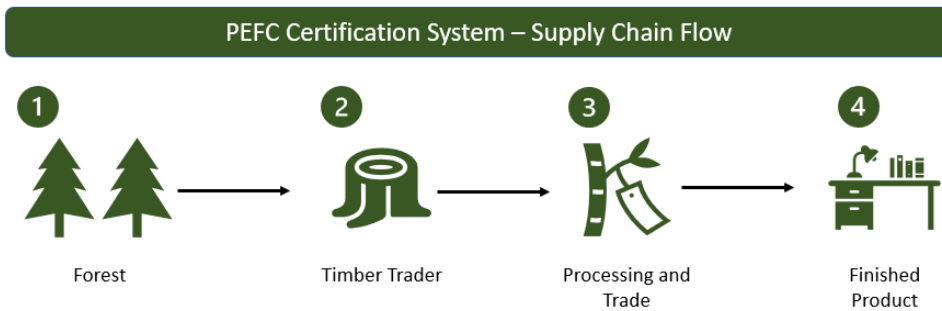 PEFC Certification System – Supply Chain Flow
1
2
3
4
Forest
Timber Trader
Processing and
Trade
Finished
Product